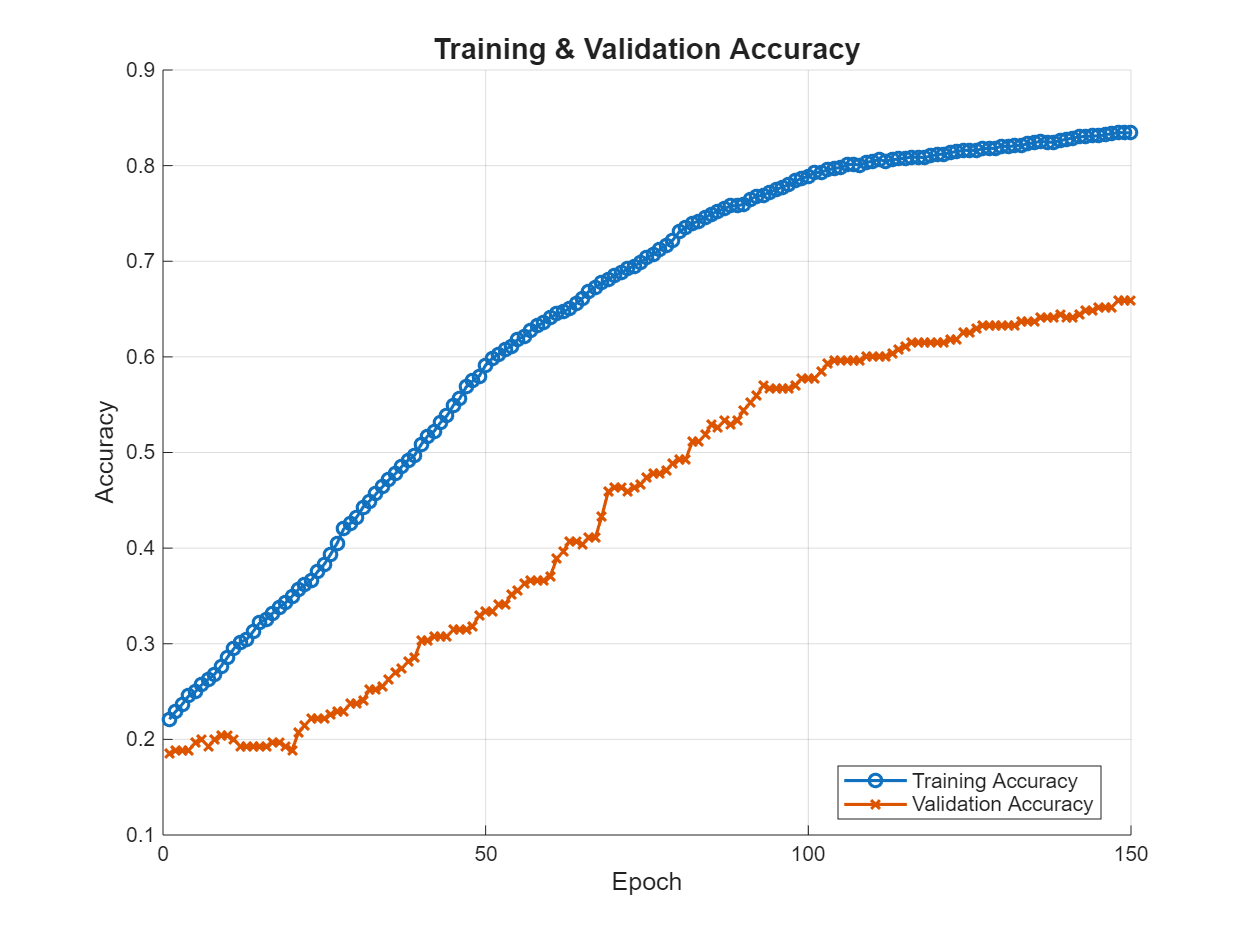 Training & Validation Accuracy
0.9
0.8
0.7
0.6
0.5
0.4
0.3
0.2
0.1
Accuracy
0
50
100
150
Epoch
Training Accuracy
Validation Accuracy